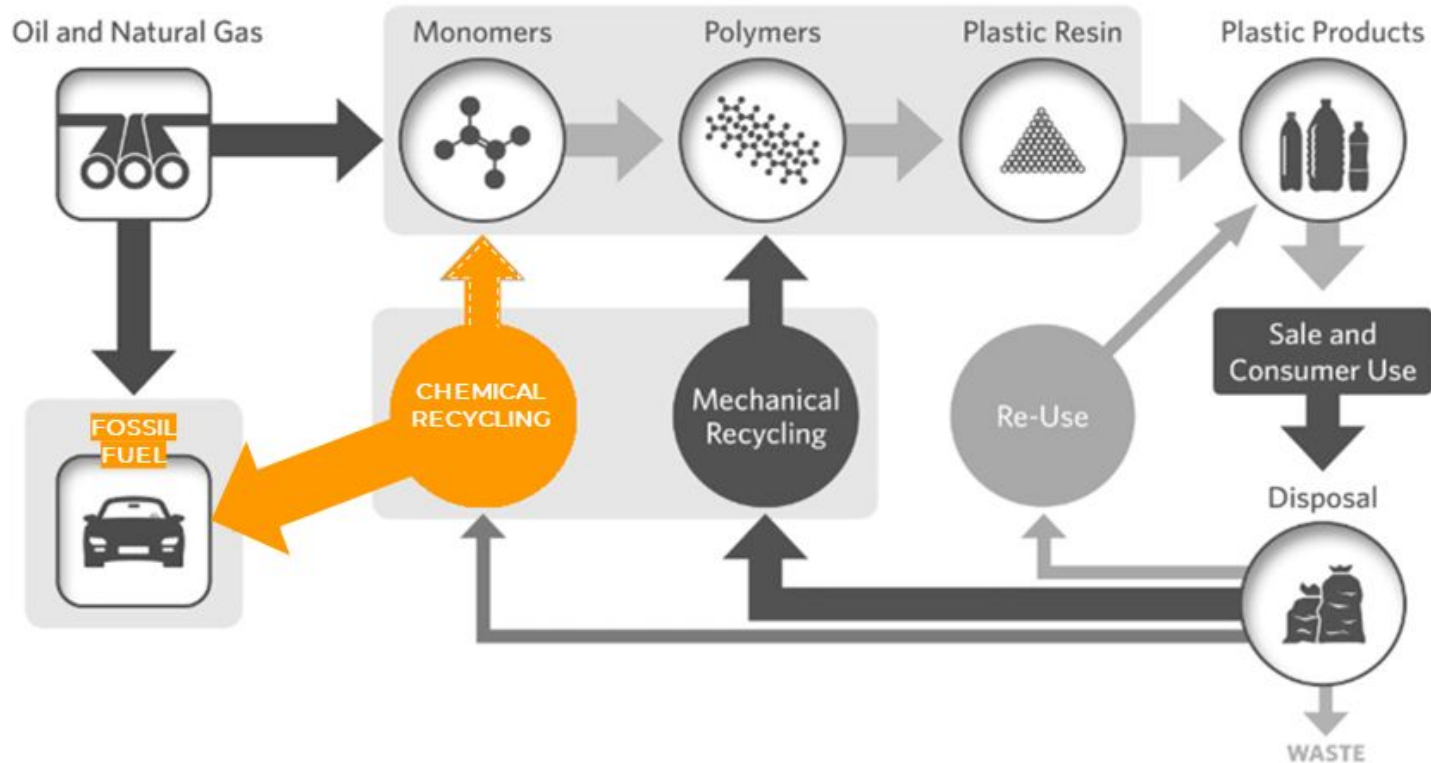 Oil and Natural Gas
Monomers
Polymers
Plastic Resin
Plastic Products
CHEMICAL
RECYCLING
Mechanical
Recycling
Re-Use
Sale and
Consumer Use
FOSSIL
FUEL
Disposal
WASTE